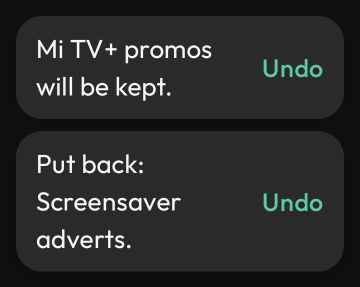 Mi TV+ promos
will be kept.
Undo
Put back:
Screensaver
adverts.
Undo